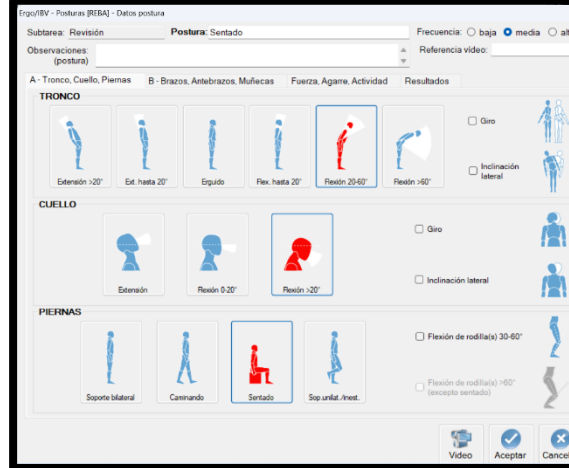 Ergo/IBV - Posturas [REBA] - Datos postura
Subtarea: Revisión Postura: Sentado Frecuencia: baja media
Observaciones: (postura) Referencia vídeo:
A - Tronco, Cuello, Piernas B - Brazos, Antebrazos, Muñecas Fuerza, Agarre, Actividad Resultados
TRONCO
Giro
Inclinación lateral
Extensión >20° Ext. hasta 20° Erguido Flex. hasta 20° Flexión 20-60° Flexión >60°
CUELLO
Giro
Inclinación lateral
Extensión Flexión 0-20° Flexión >20°
PIERNAS
Flexión de rodilla(s) 30-60°
Flexión de rodilla(s) >60°
(excepto sentado)
Soporte bilateral Caminando Sentado Sop.unilat./inest.
Vídeo Aceptar Cancel